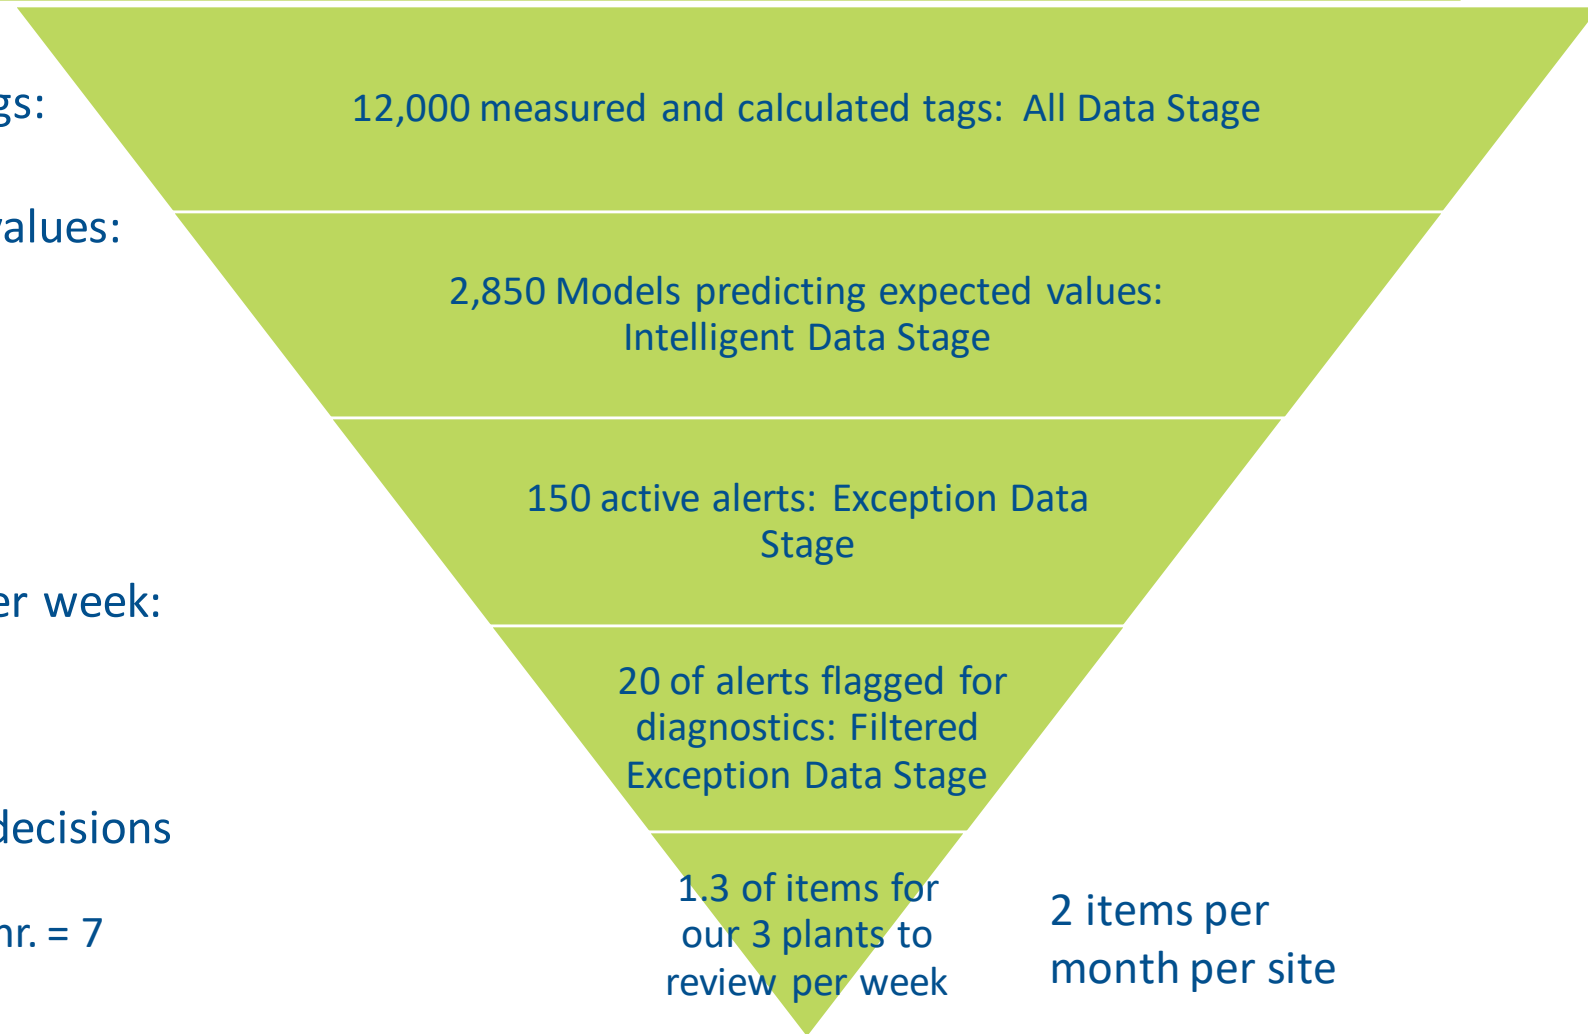 gs:
12,000 measured and calculated tags: All Data Stage
values:
2,850 Models predicting expected values:
Intelligent Data Stage
150 active alerts: Exception Data
Stage
er week:
20 of alerts flagged for
diagnostics: Filtered
Exception Data Stage
decisions
1.3 of items for
our 3 plants to
review per week
hr. = 7
2 items per
month per site